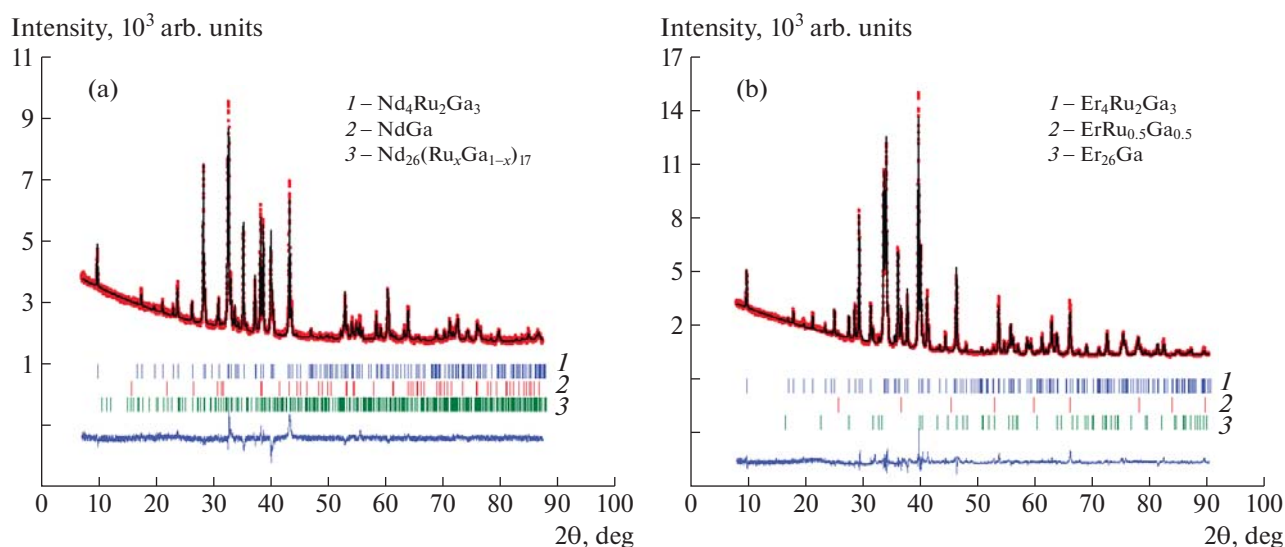 Intensity, 10³ arb. units
11
9
7
5
3
1
(a)
1 – Nd₄Ru₂Ga₃
2 – NdGa
3 – Nd₂₆(RuₓGa₁₋ₓ)₁₇
1
2
3
0 10 20 30 40 50 60 70 80 90 100
2θ, deg
Intensity, 10³ arb. units
17
14
11
8
5
2
(b)
1 – Er₄Ru₂Ga₃
2 – ErRu₀.₅Ga₀.₅
3 – Er₂₆Ga
1
2
3
0 10 20 30 40 50 60 70 80 90 100
2θ, deg